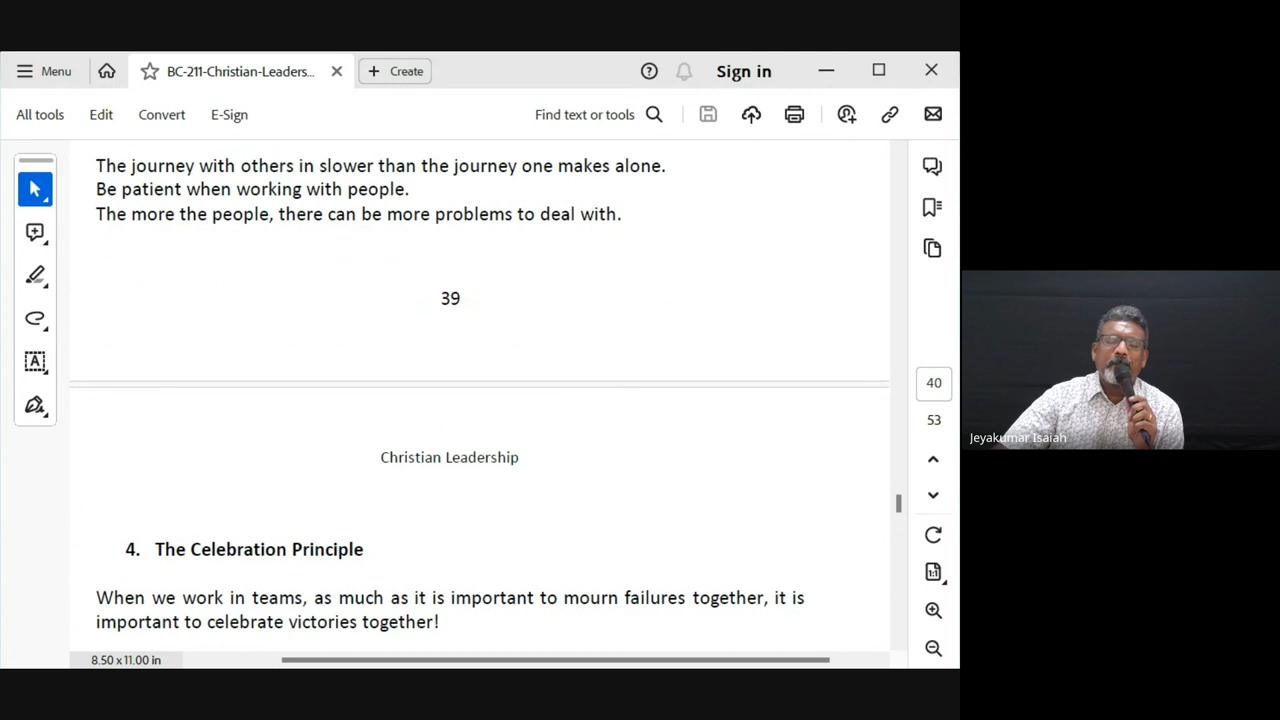 Menu
BC-211-Christian-Leaders...
Create
Sign in
All tools
Edit
Convert
E-Sign
Find text or tools
The journey with others in slower than the journey one makes alone.
Be patient when working with people.
The more the people, there can be more problems to deal with.
39
40
53
Christian Leadership
4. The Celebration Principle
When we work in teams, as much as it is important to mourn failures together, it is
important to celebrate victories together!
8.50 x 11.00 in
Jeyakumar Isaiah